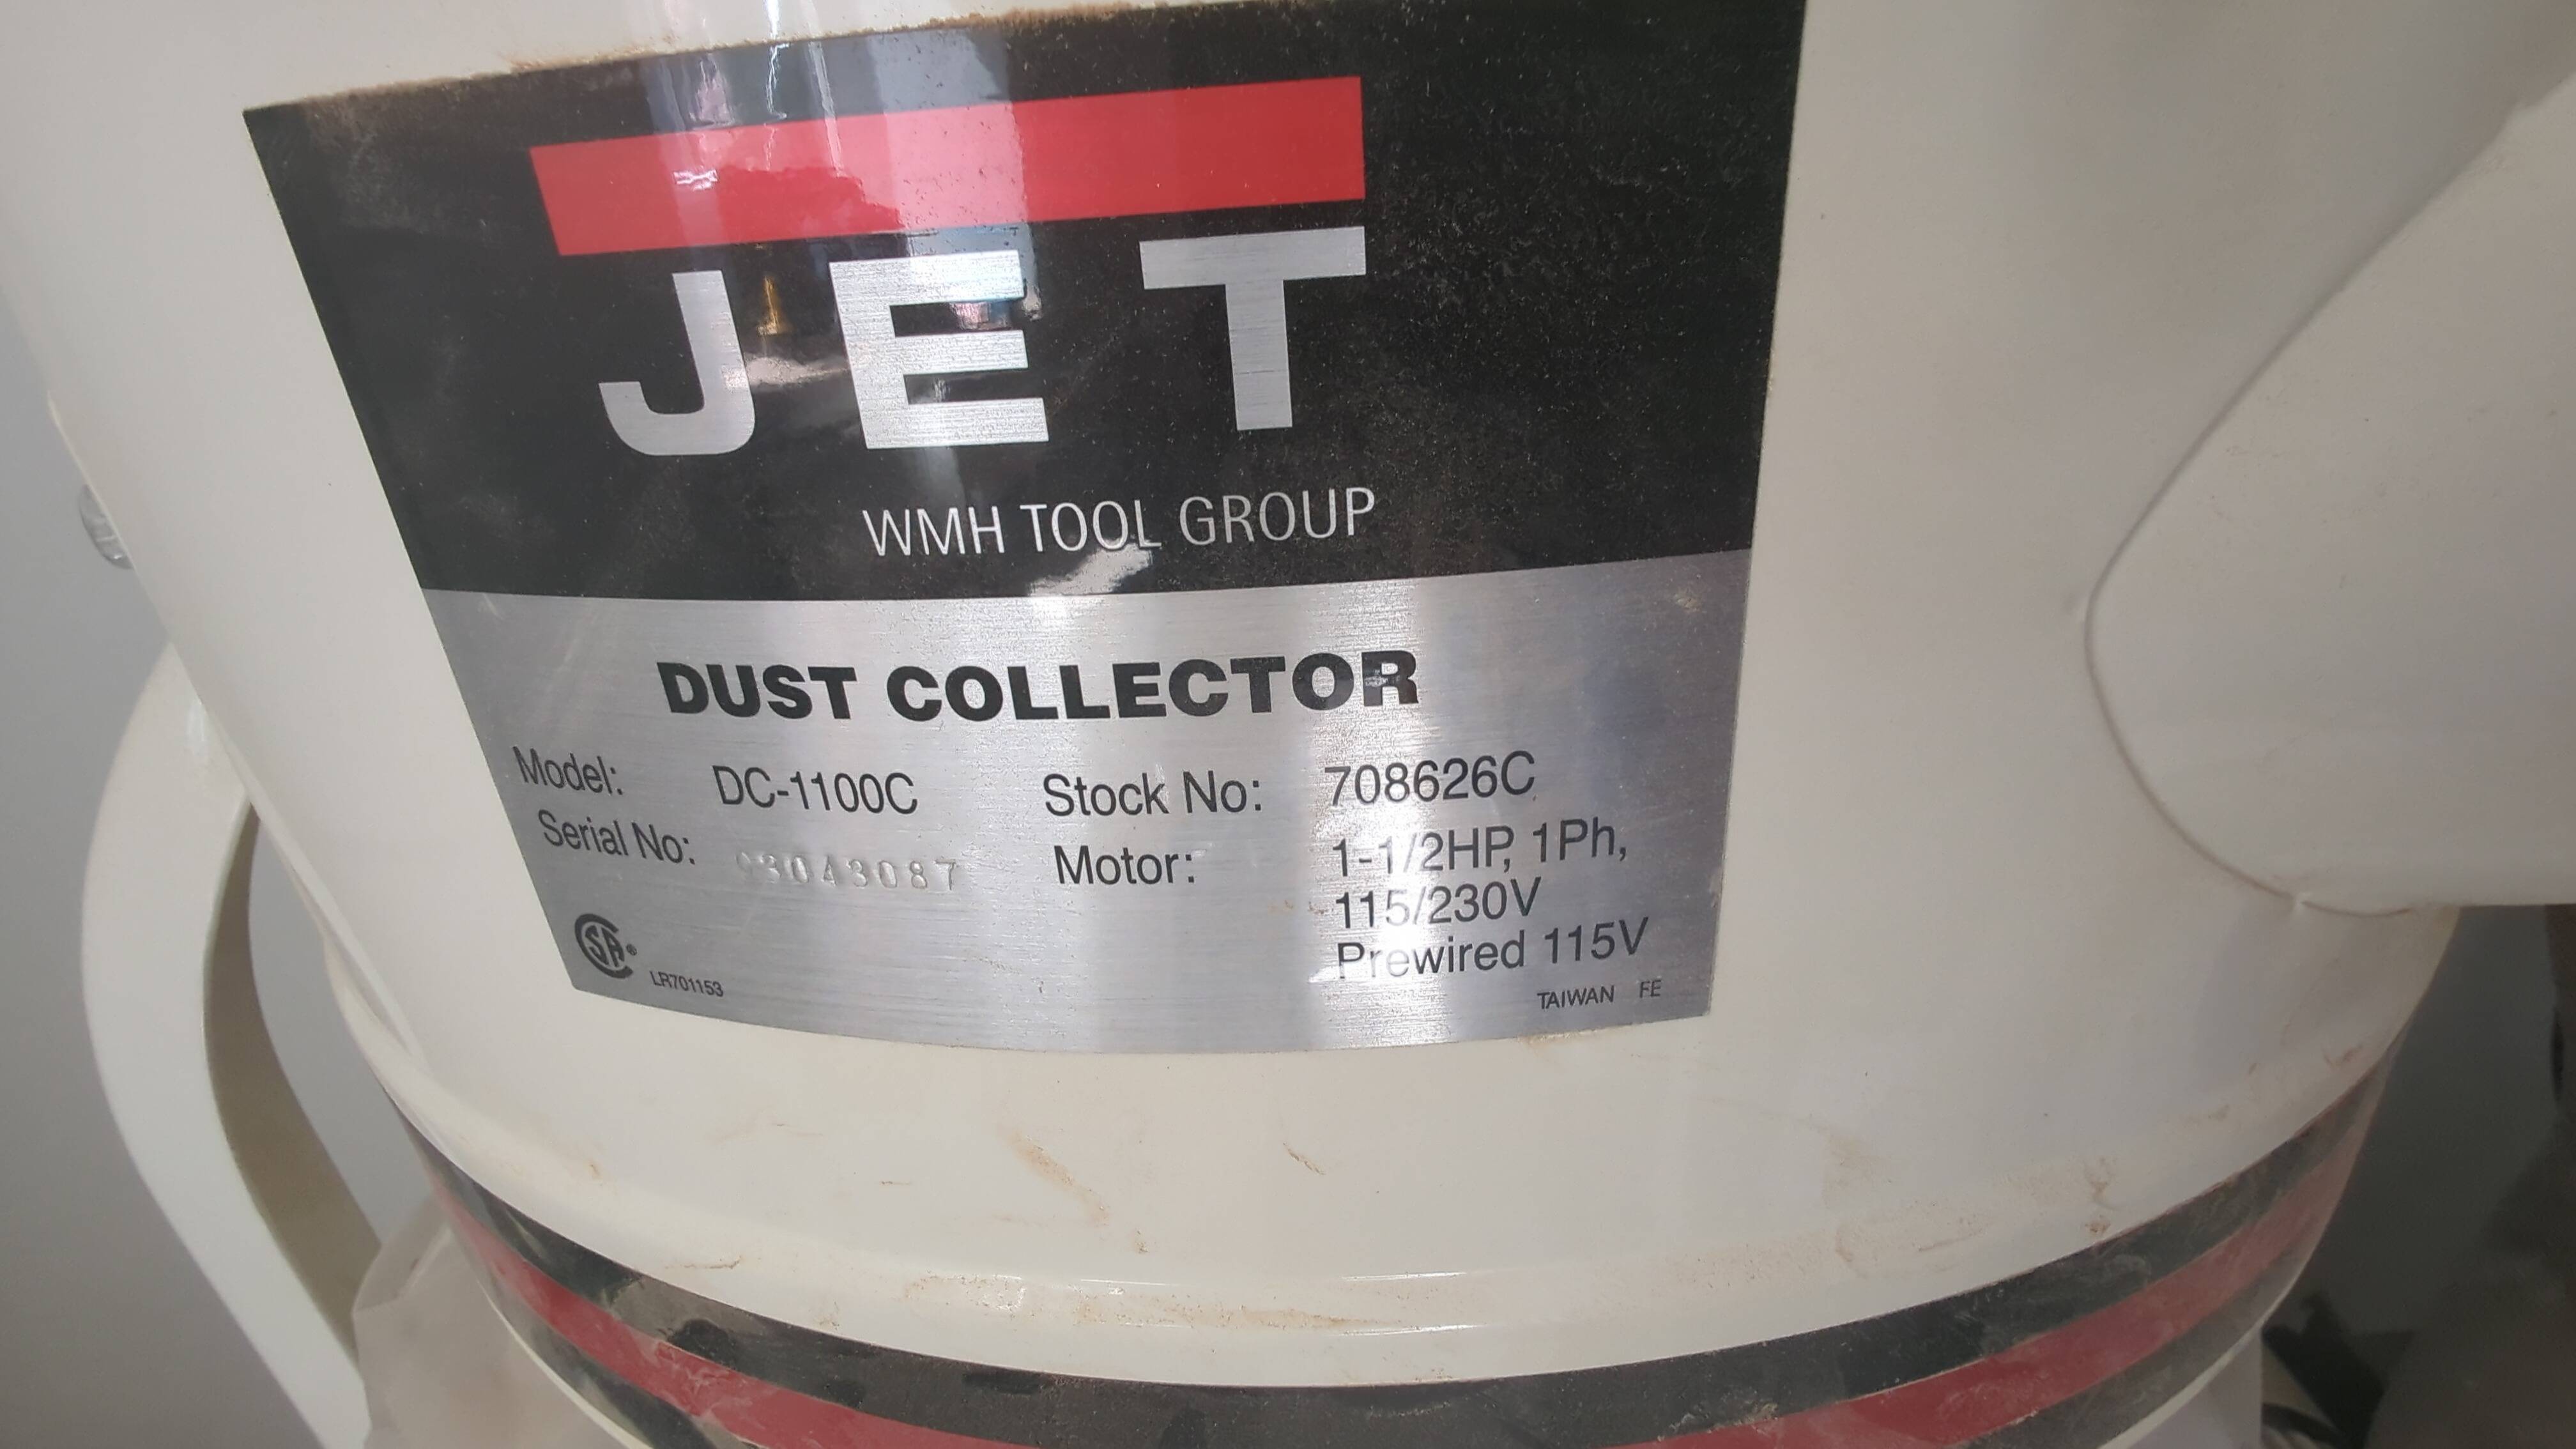 JET
WMH TOOL GROUP
DUST COLLECTOR
Model: DC-1100C Stock No: 708626C
Serial No: Motor: 1-1/2HP, 1Ph,
115/230V
Prewired 115V
CSA® LR701153
TAIWAN FE